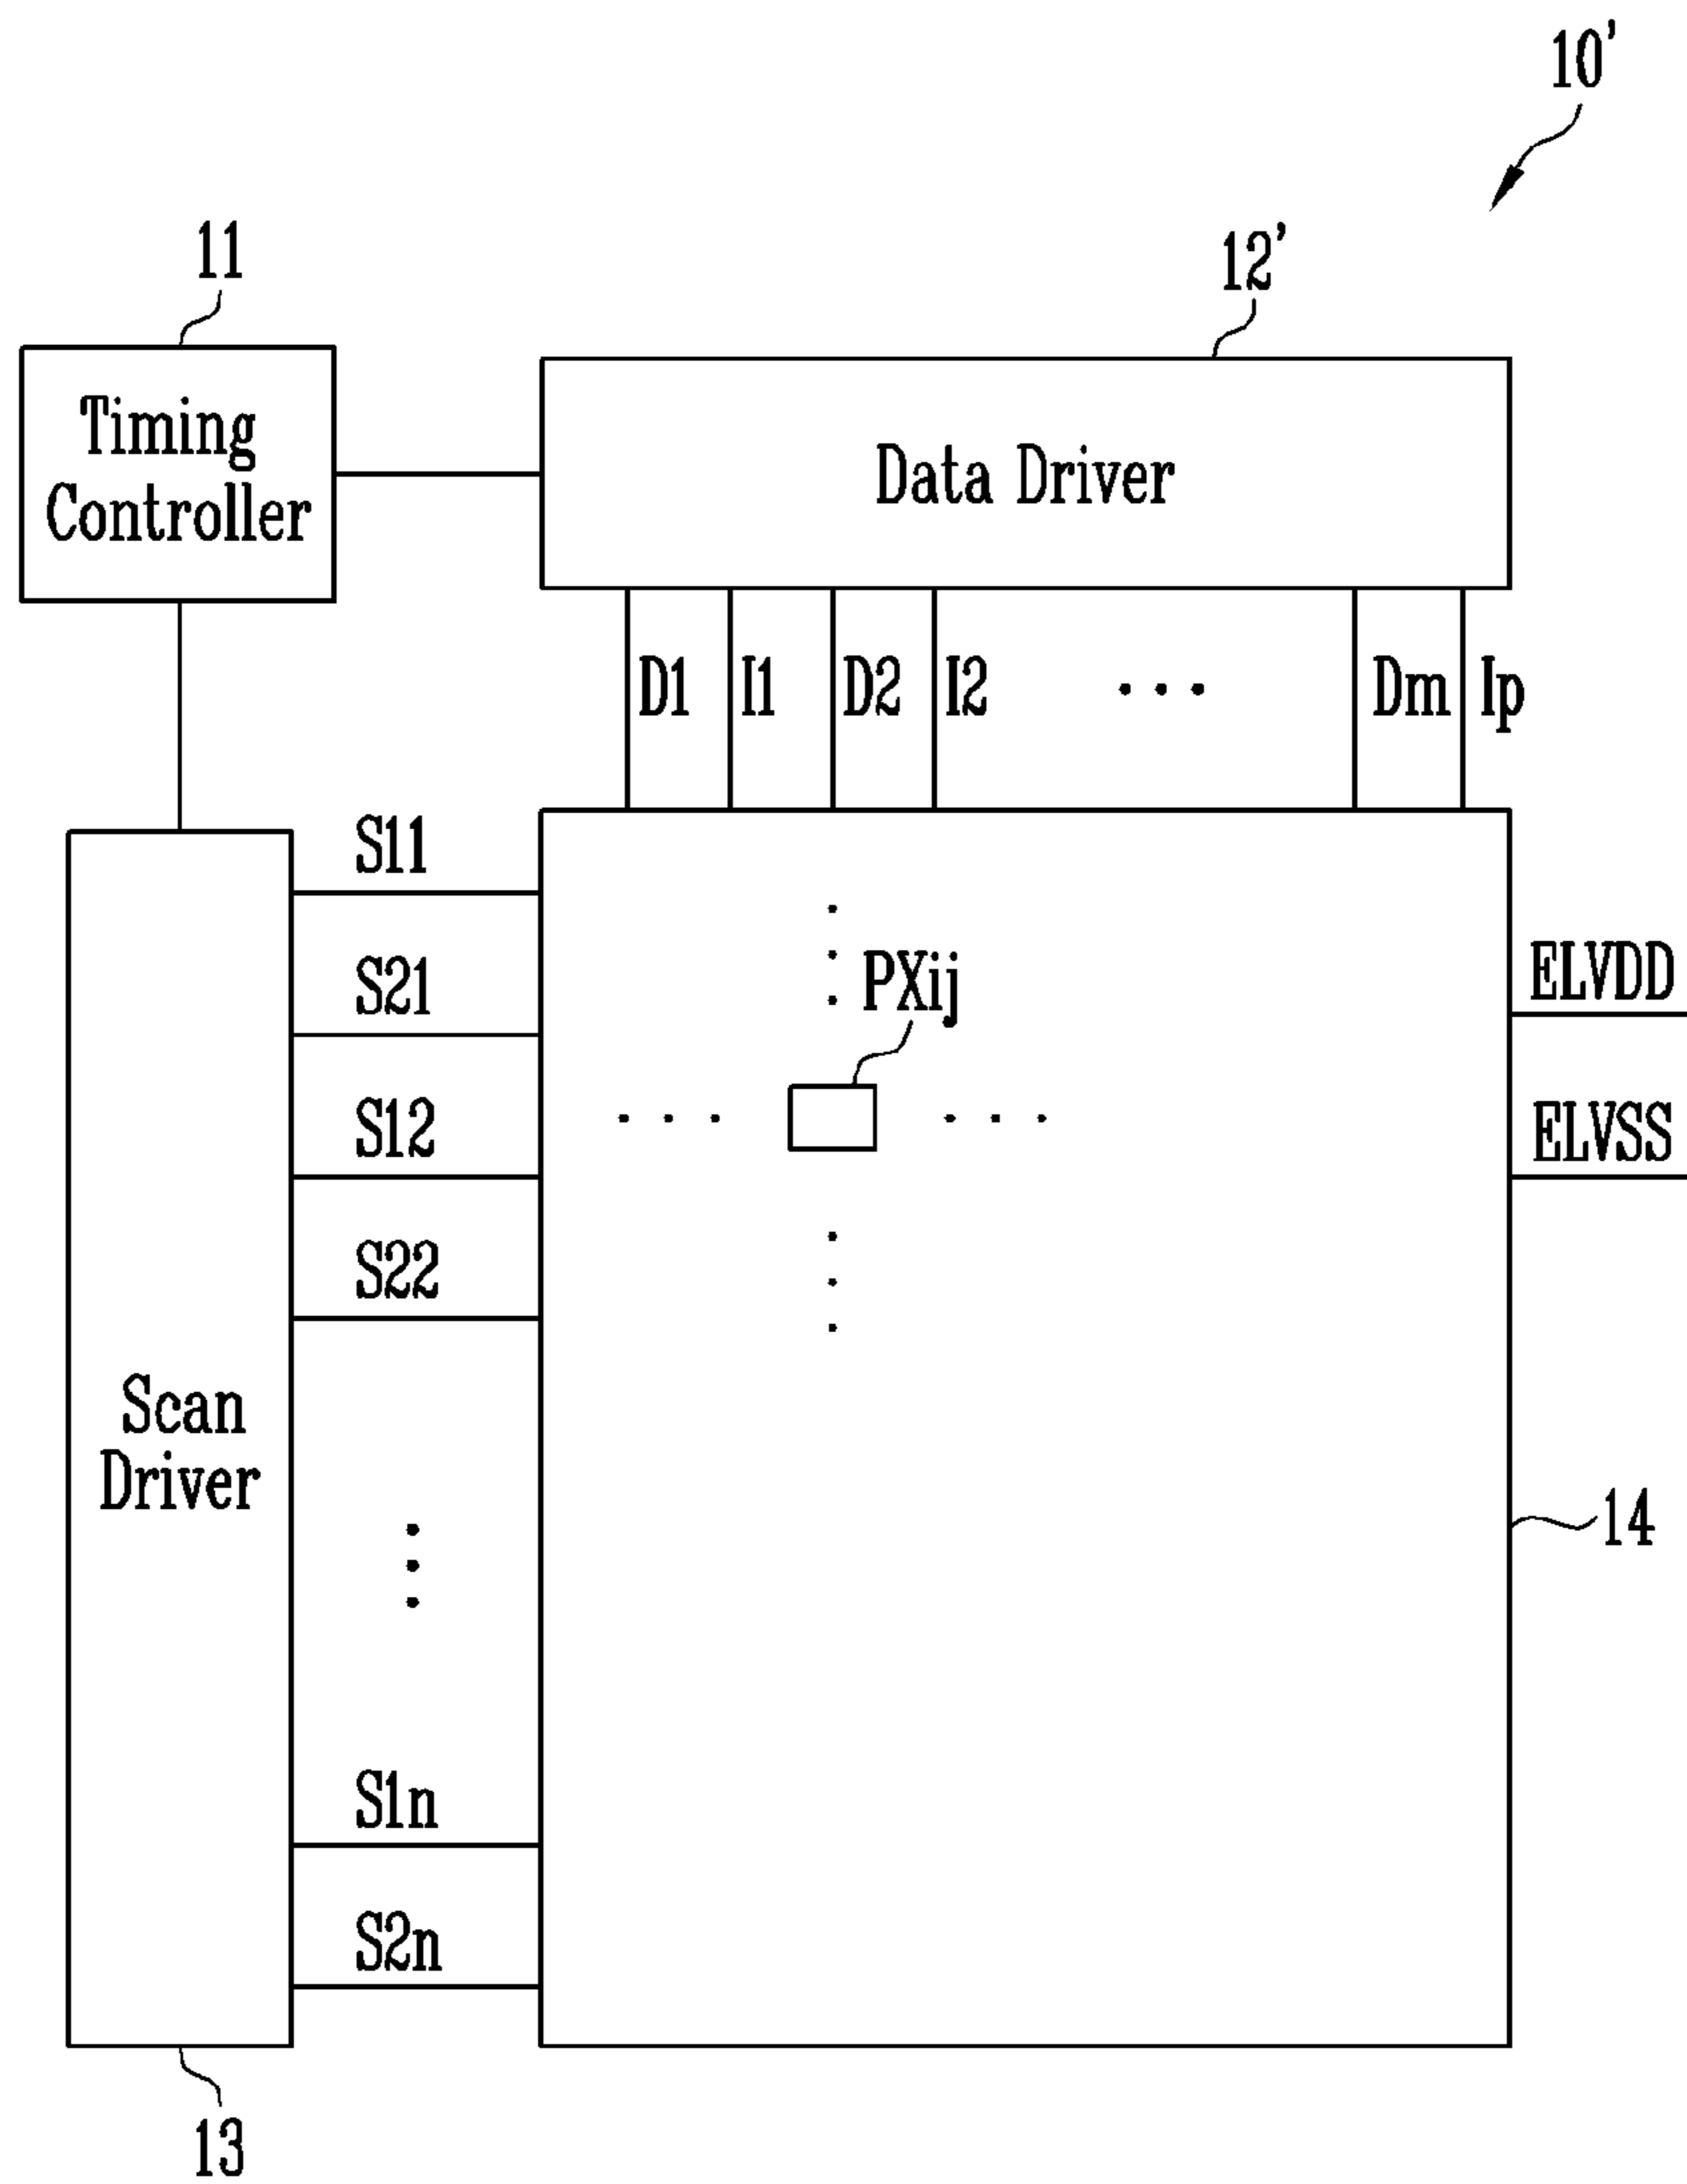 10'
11
12'
Timing
Controller
Data Driver
D1 I1 D2 I2 ... Dm Ip
S11
S21
S12
S22
S1n
S2n
PXij
ELVDD
ELVSS
Scan
Driver
14
13